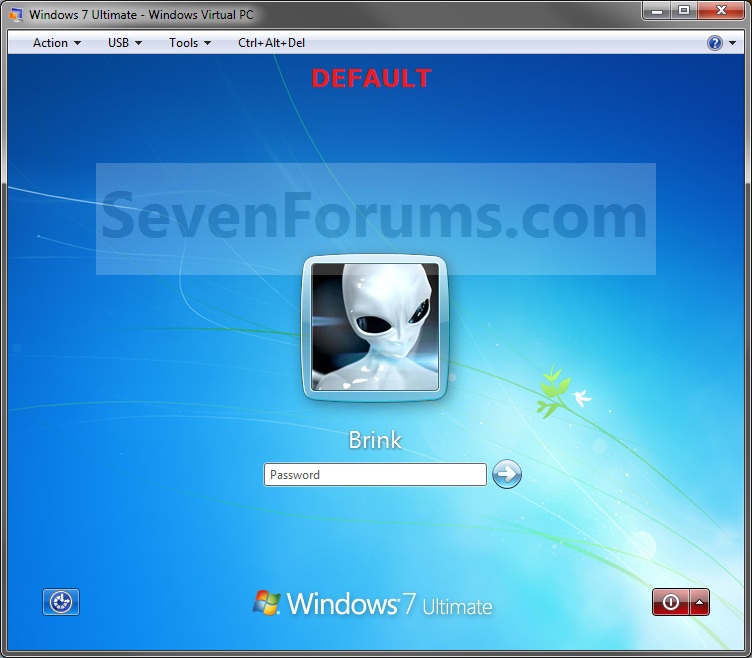 Windows 7 Ultimate - Windows Virtual PC
Action USB Tools Ctrl+Alt+Del ?
DEFAULT
SevenForums.com
Brink
Password
Windows 7 Ultimate